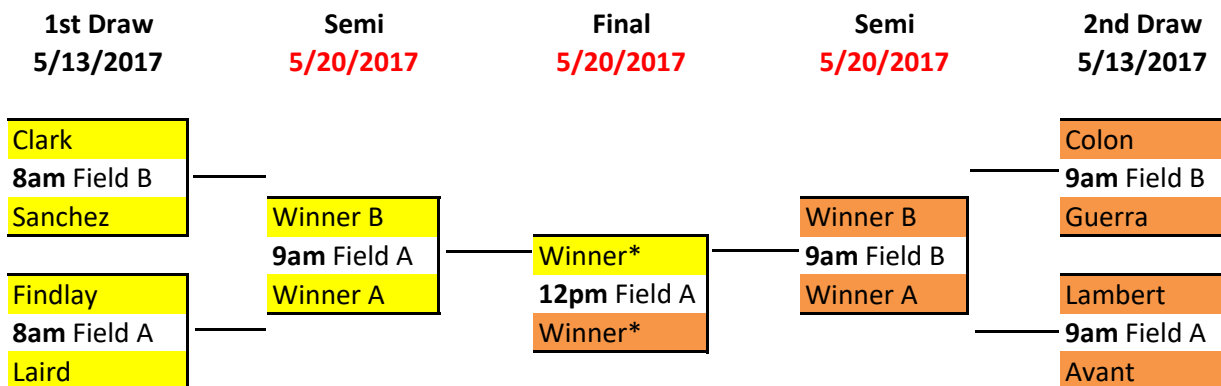 1st Draw Semi Final Semi 2nd Draw
5/13/2017 5/20/2017 5/20/2017 5/20/2017 5/13/2017
Clark Colon
8am Field B 9am Field B
Sanchez Winner B Winner B Guerra
9am Field A Winner* 9am Field B
Findlay Winner A 12pm Field A Winner A Lambert
8am Field A Winner* 9am Field A
Laird Avant